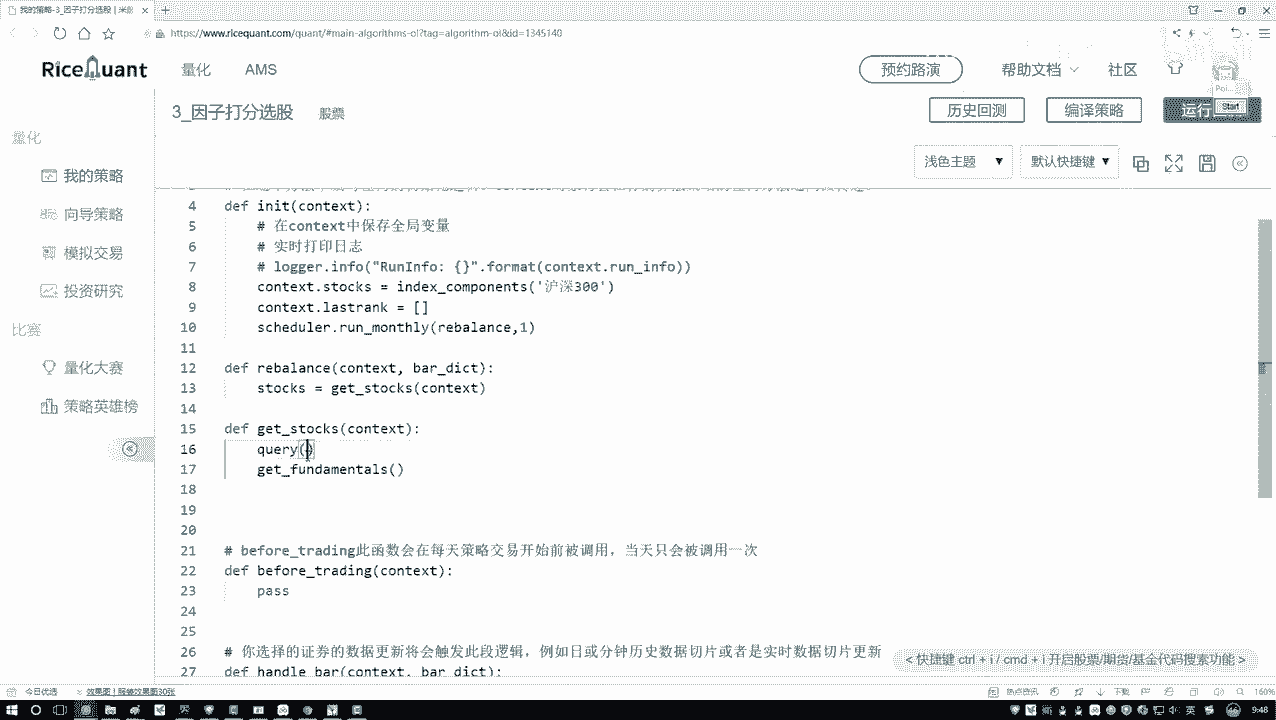 我的策略-3_因子打分选股
https://www.ricequant.com/quant/#main-algorithms-ol?tag=algorithm-ol&id=1345140
RiceQuant
量化
AMS
预约路演
帮助文档
社区
3_因子打分选股
股票
历史回测
编译策略
运行
Start
量化
浅色主题
默认快捷键
我的策略
向导策略
模拟交易
投资研究
比赛
量化大赛
策略英雄榜
4 def init(context):
5 # 在context中保存全局变量
6 # 实时打印日志
7 # logger.info("RunInfo: {}".format(context.run_info))
8 context.stocks = index_components('沪深300')
9 context.lastrank = []
10 scheduler.run_monthly(rebalance,1)
11
12 def rebalance(context, bar_dict):
13 stocks = get_stocks(context)
14
15 def get_stocks(context):
16 query()
17 get_fundamentals()
18
19
20
21 # before_trading此函数会在每天策略交易开始前被调用，当天只会被调用一次
22 def before_trading(context):
23 pass
24
25
26 # 你选择的证券的数据更新将会触发此段逻辑，例如日或分钟历史数据切片或者是实时数据切片更新
27 def handle_bar(context, bar_dict):
< 快捷键 ctrl + i / cmd + i 开启股票/期货/基金代码搜索功能 >
今日优选
热点资讯
下载
160%
英
9:46